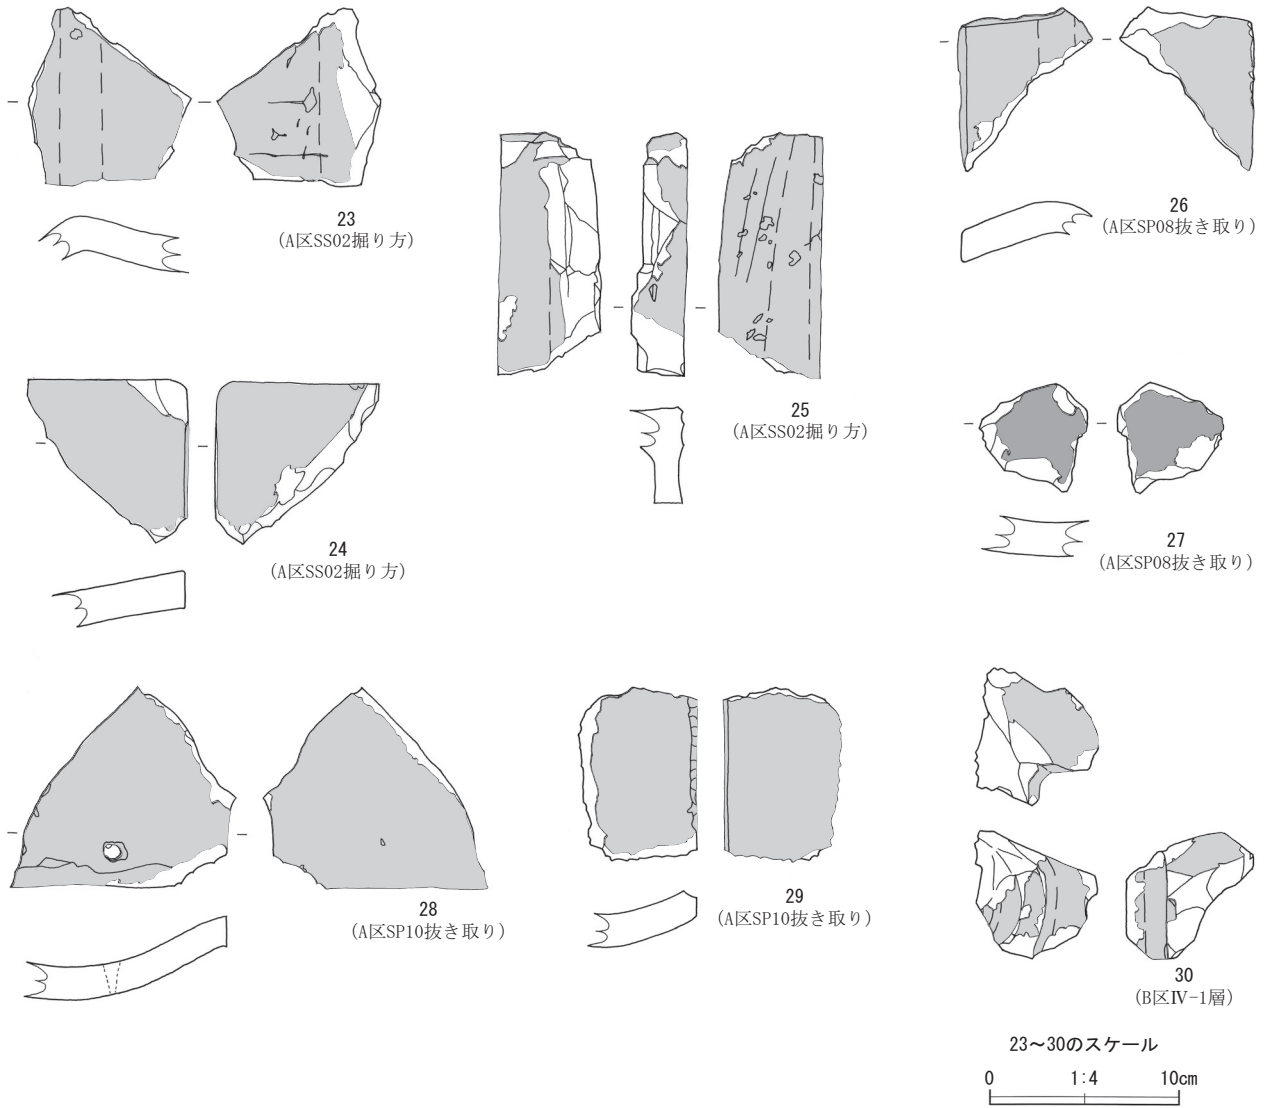 23
(A区SS02掘り方)
24
(A区SS02掘り方)
25
(A区SS02掘り方)
26
(A区SP08抜き取り)
27
(A区SP08抜き取り)
28
(A区SP10抜き取り)
29
(A区SP10抜き取り)
30
(B区Ⅳ-1層)
23～30のスケール
0 1:4 10cm